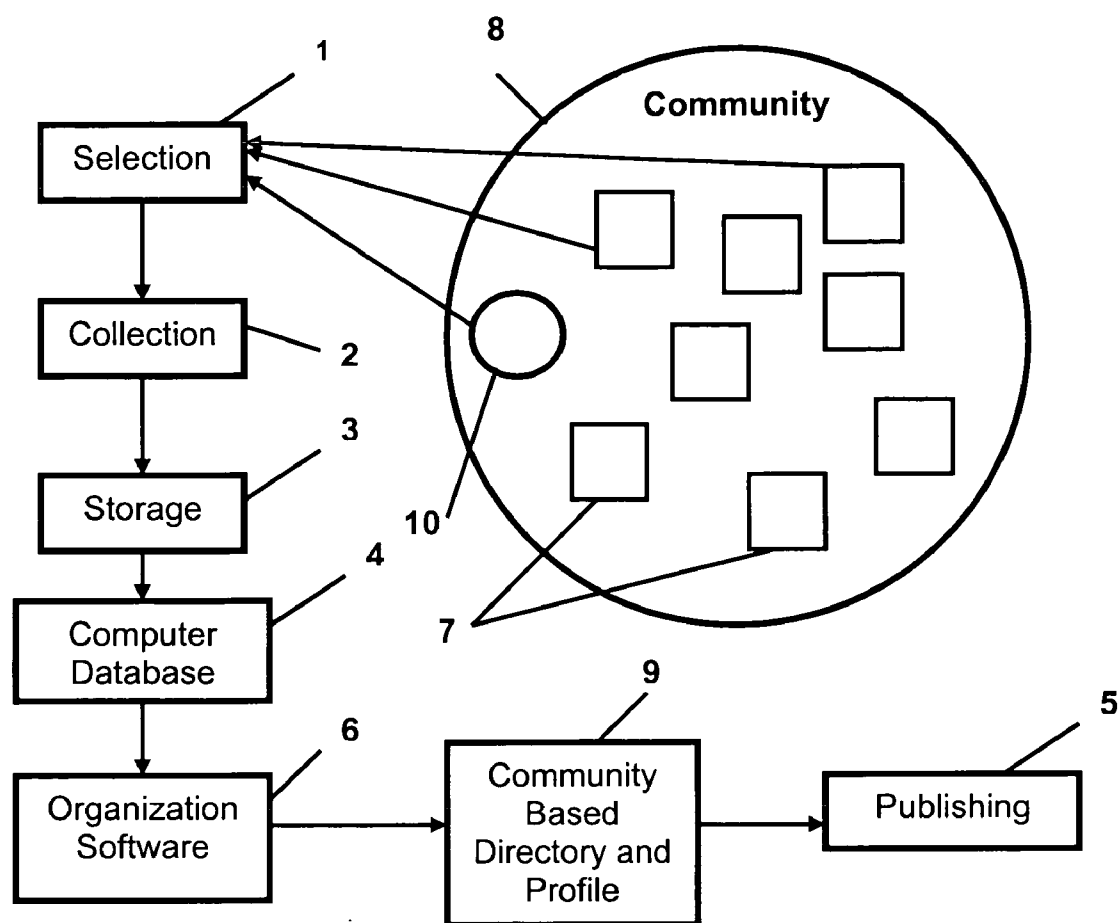 8
1
Community
Selection
Collection
2
3
Storage
10
4
7
Computer
Database
9
5
6
Organization
Software
Community
Based
Directory and
Profile
Publishing